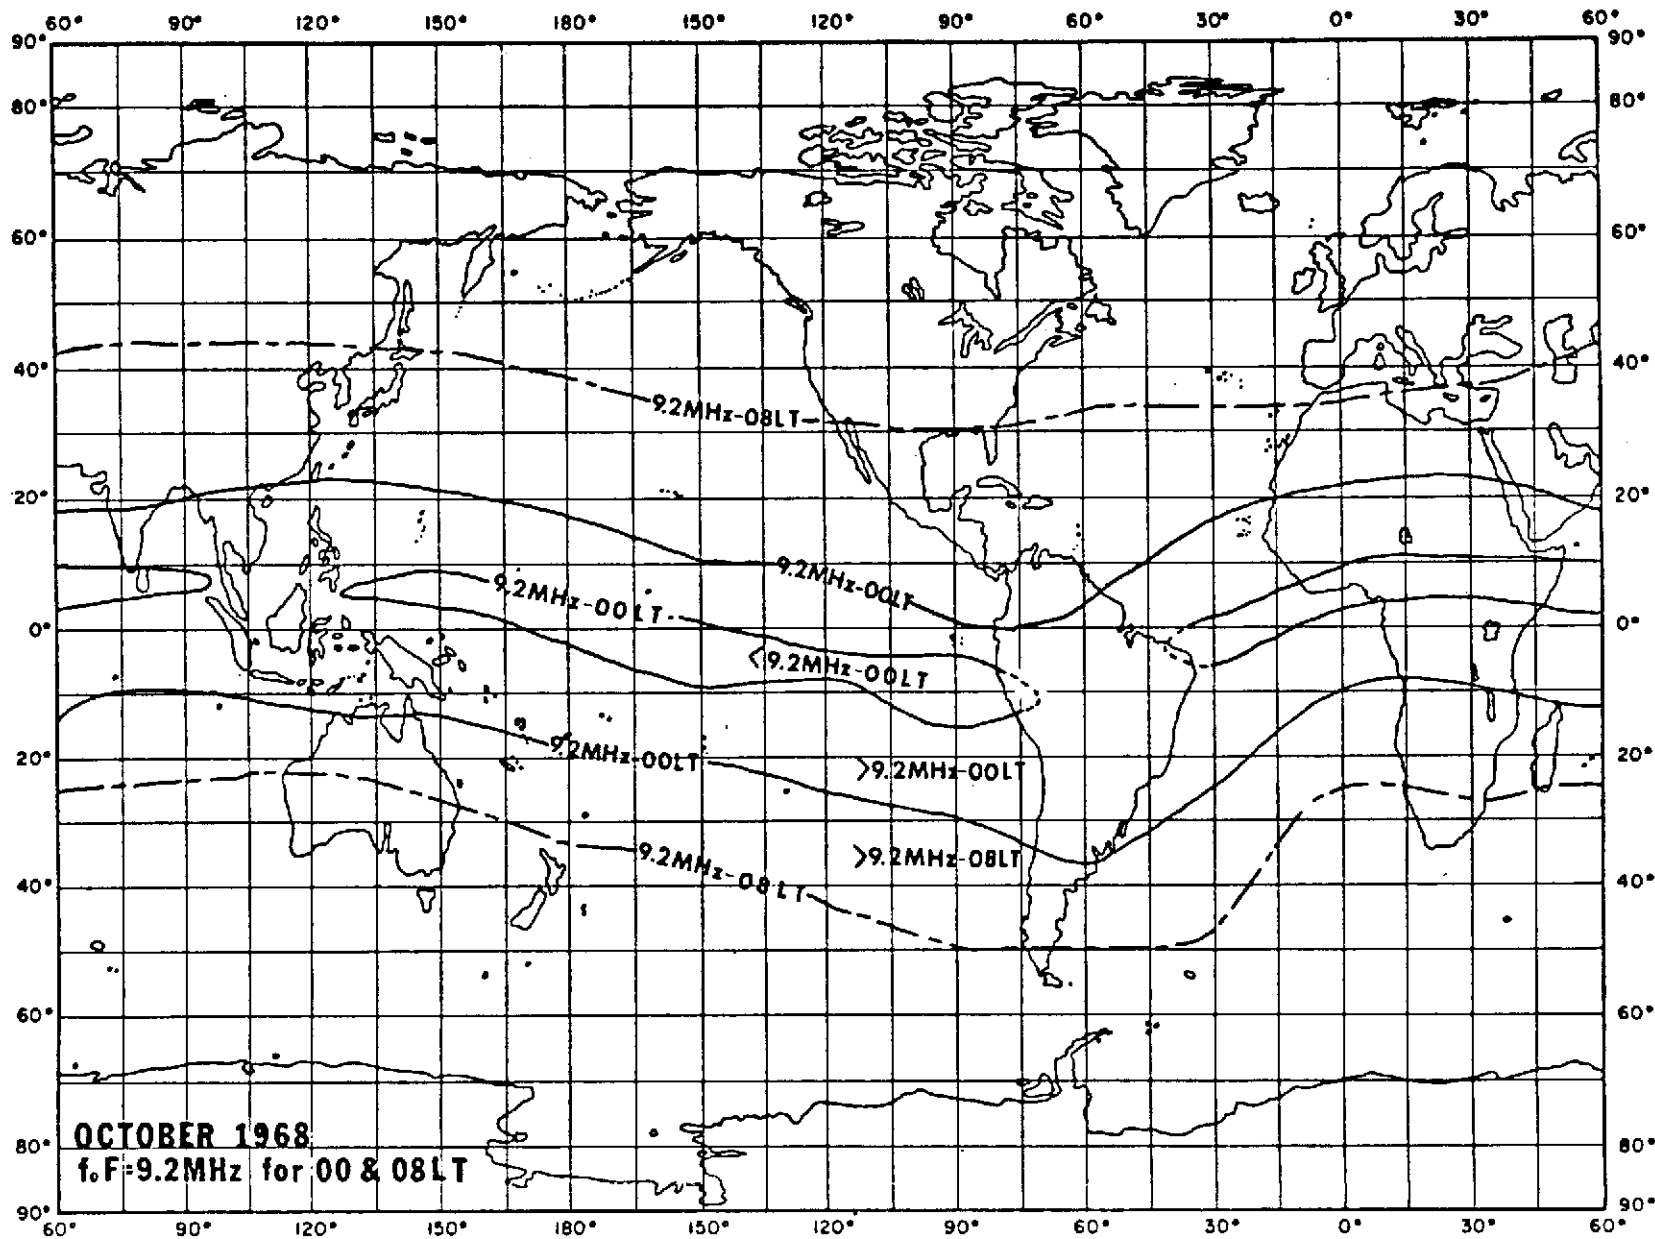 60° 90° 120° 150° 180° 150° 120° 90° 60° 30° 0° 30° 60°
90° 90°
80° 80°
60° 60°
40° 40°
9.2MHz-08LT
20° 20°
9.2MHz-00LT
9.2MHz-00LT
0° 0°
<9.2MHz-00LT
9.2MHz-00LT
>9.2MHz-00LT
20° 20°
9.2MHz-08LT
>9.2MHz-08LT
40° 40°
60° 60°
OCTOBER 1968
80° 80°
f₀F=9.2MHz for 00 & 08LT
90° 90°
60° 90° 120° 150° 180° 150° 120° 90° 60° 30° 0° 30° 60°